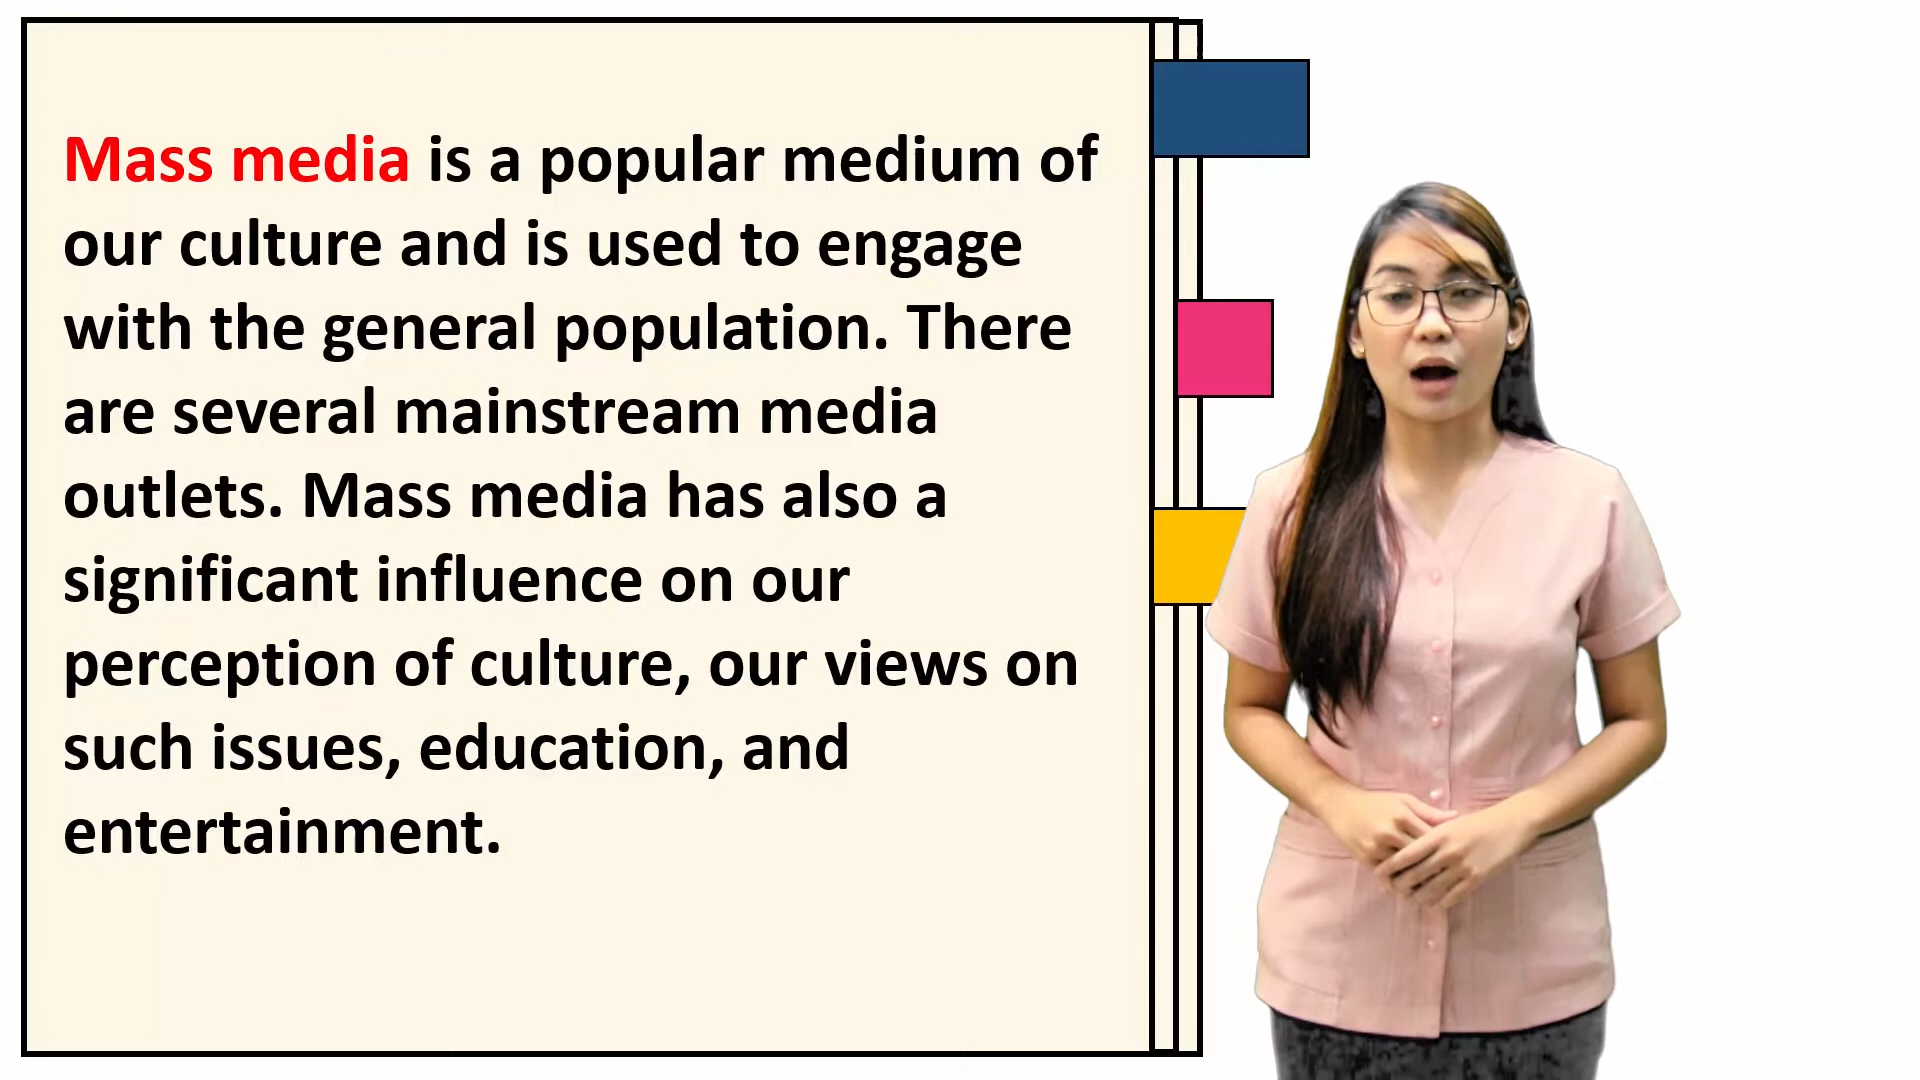 Mass media is a popular medium of
our culture and is used to engage
with the general population. There
are several mainstream media
outlets. Mass media has also a
significant influence on our
perception of culture, our views on
such issues, education, and
entertainment.